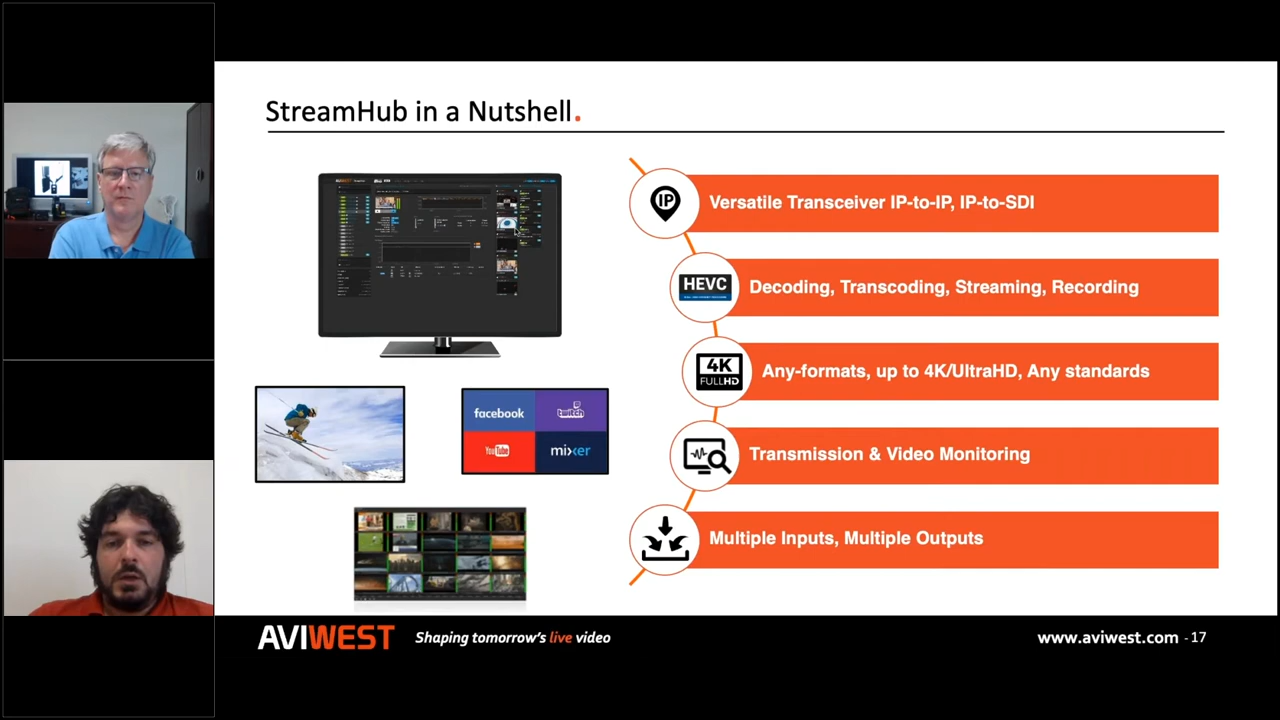 StreamHub in a Nutshell.
IP
Versatile Transceiver IP-to-IP, IP-to-SDI
HEVC
Decoding, Transcoding, Streaming, Recording
4K
FULLHD
Any-formats, up to 4K/UltraHD, Any standards
Transmission & Video Monitoring
Multiple Inputs, Multiple Outputs
facebook
twitch
YouTube
mixer
AVIWEST
Shaping tomorrow's live video
www.aviwest.com - 17